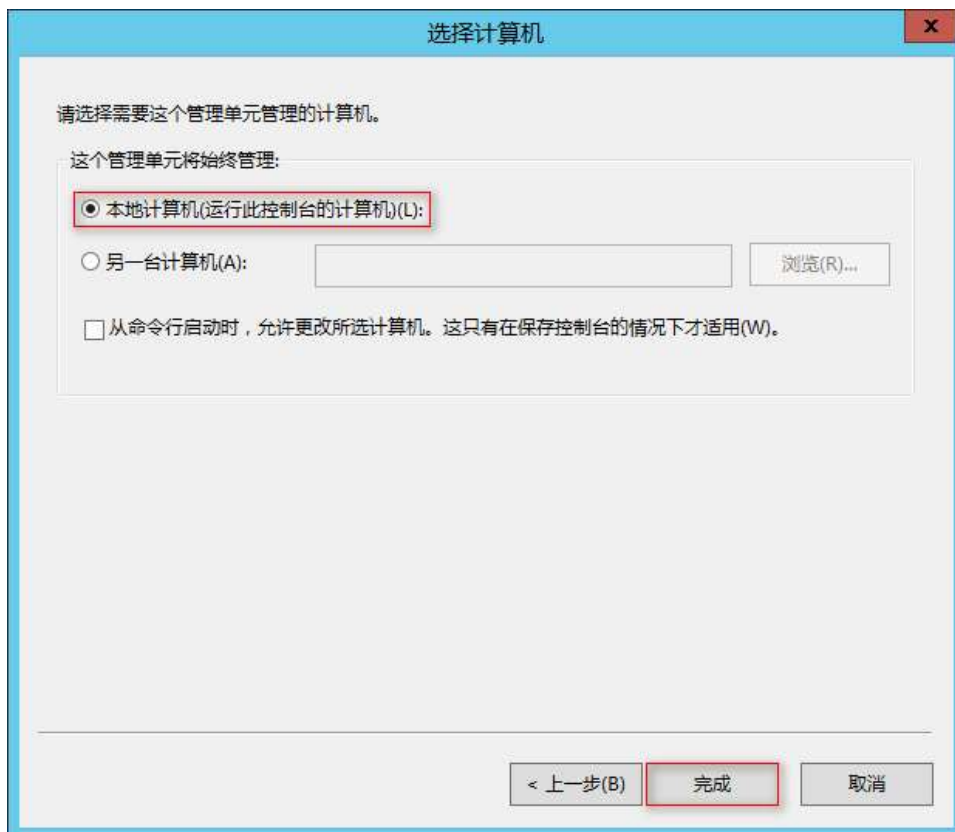 选择计算机
x
请选择需要这个管理单元管理的计算机。
这个管理单元将始终管理:
本地计算机(运行此控制台的计算机)(L):
另一台计算机(A):
浏览(R)...
从命令行启动时，允许更改所选计算机。这只有在保存控制台的情况下才适用(W)。
< 上一步(B)
完成
取消